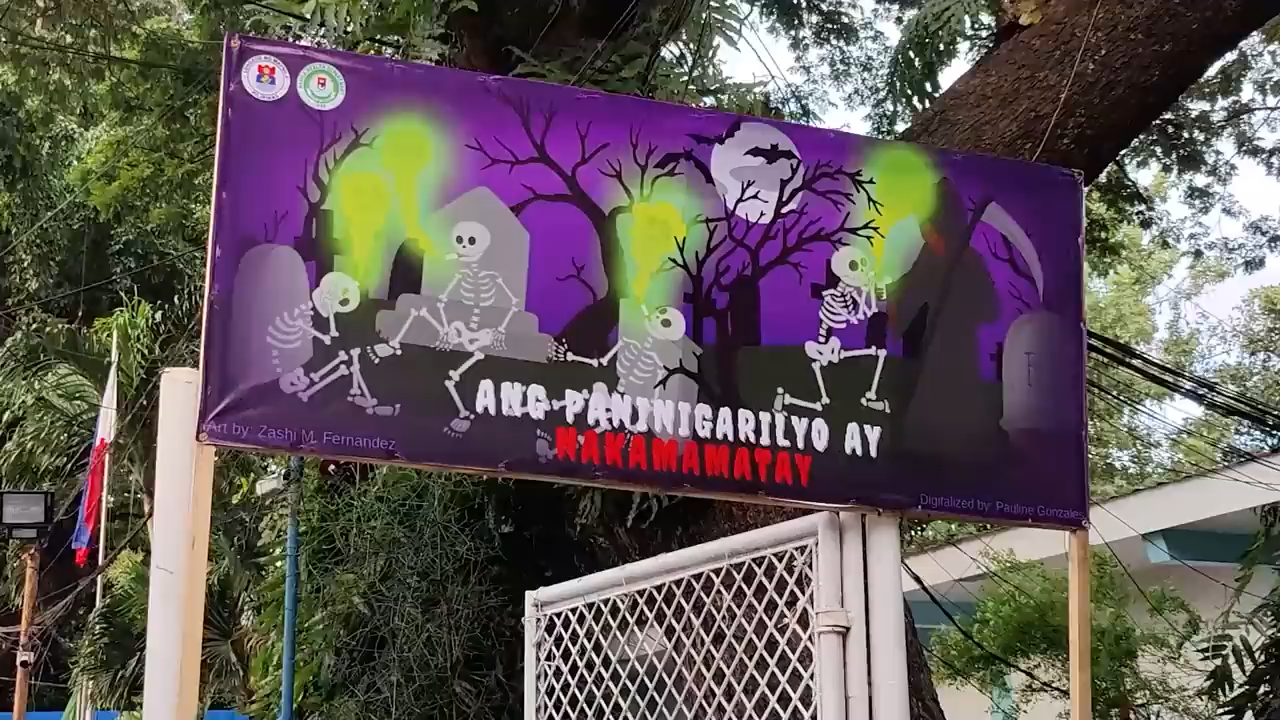 ANG PANINIGARILYO AY
NAKAMAMATAY
Art by: Zashi M. Fernandez
Digitalized by: Pauline Gonzales